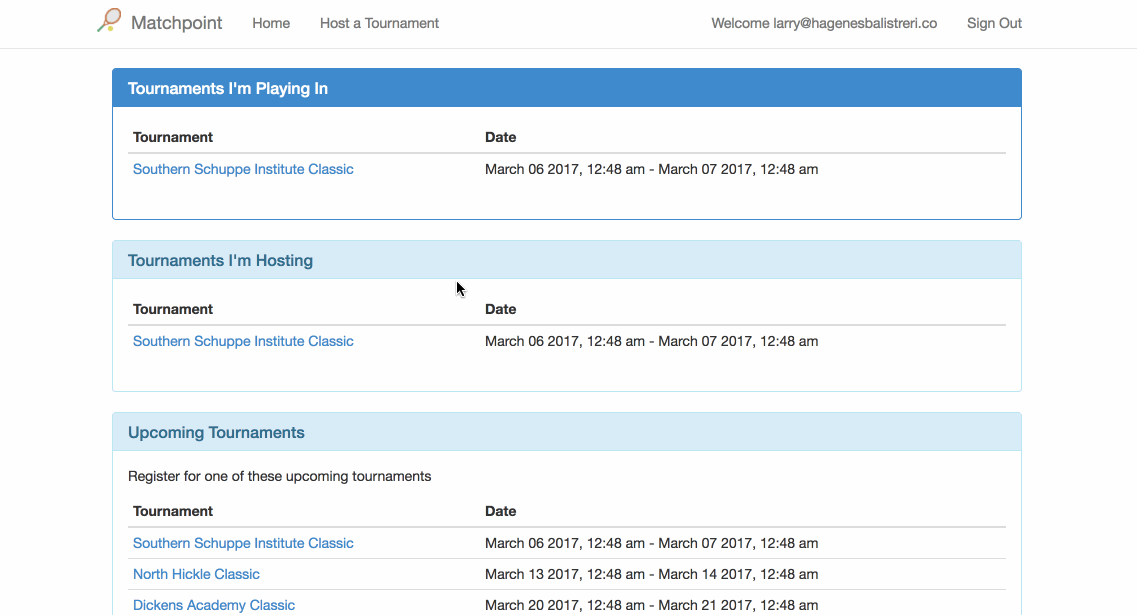 Matchpoint Home Host a Tournament Welcome larry@hagenesbalistreri.co Sign Out
Tournaments I'm Playing In
Tournament Date
Southern Schuppe Institute Classic March 06 2017, 12:48 am - March 07 2017, 12:48 am
Tournaments I'm Hosting
Tournament Date
Southern Schuppe Institute Classic March 06 2017, 12:48 am - March 07 2017, 12:48 am
Upcoming Tournaments
Register for one of these upcoming tournaments
Tournament Date
Southern Schuppe Institute Classic March 06 2017, 12:48 am - March 07 2017, 12:48 am
North Hickle Classic March 13 2017, 12:48 am - March 14 2017, 12:48 am
Dickens Academy Classic March 20 2017, 12:48 am - March 21 2017, 12:48 am